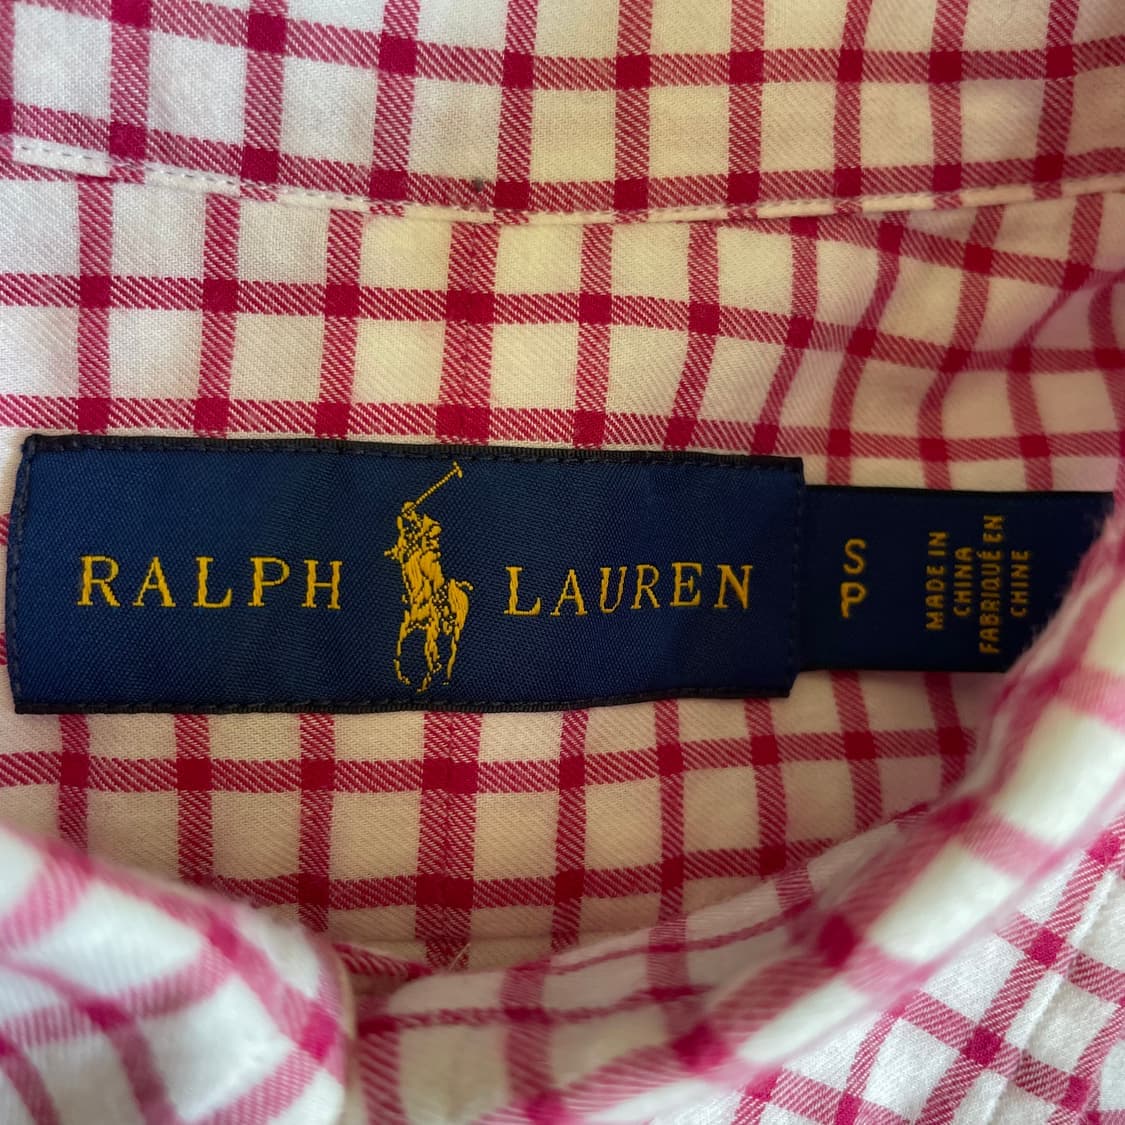 RALPH LAUREN
S
P
MADE IN
CHINA
FABRIQUÉ EN
CHINE